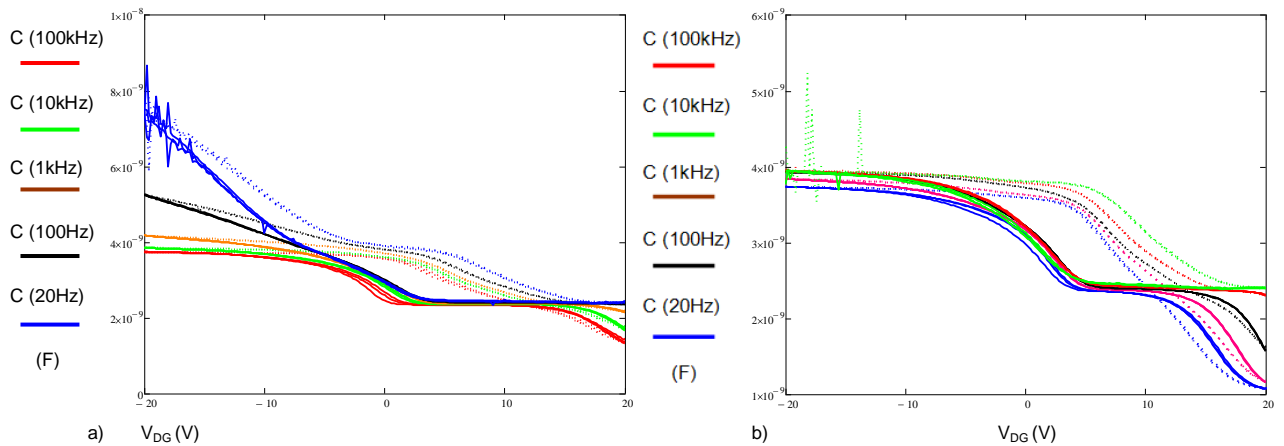 C (100kHz)
C (10kHz)
C (1kHz)
C (100Hz)
C (20Hz)
(F)
1×10⁻⁸
8×10⁻⁹
6×10⁻⁹
4×10⁻⁹
2×10⁻⁹
0
−20
−10
0
10
20
a)
V_DG (V)
C (100kHz)
C (10kHz)
C (1kHz)
C (100Hz)
C (20Hz)
(F)
6×10⁻⁹
5×10⁻⁹
4×10⁻⁹
3×10⁻⁹
2×10⁻⁹
1×10⁻⁹
−20
−10
0
10
20
b)
V_DG (V)